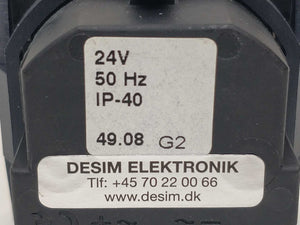 24V
50 Hz
IP-40
49.08 G2
DESIM ELEKTRONIK
Tlf: +45 70 22 00 66
www.desim.dk